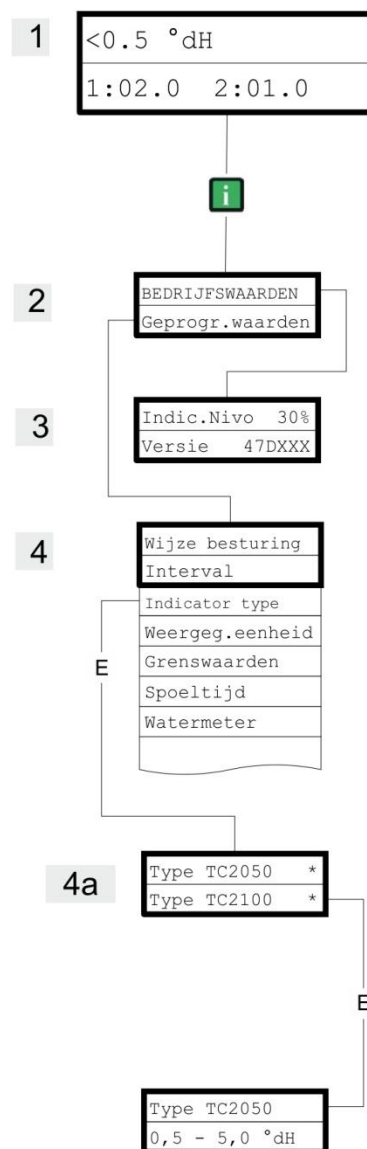 1
<0.5 °dH
1:02.0 2:01.0
i
2
BEDRIJFSWAARDEN
Geprogr.waarden
3
Indic.Nivo 30%
Versie 47DXXX
4
Wijze besturing
Interval
Indicator type
Weergeg.eenheid
Grenswaarden
Spoeltijd
Watermeter
E
4a
Type TC2050 *
Type TC2100 *
E
Type TC2050
0,5 - 5,0 °dH